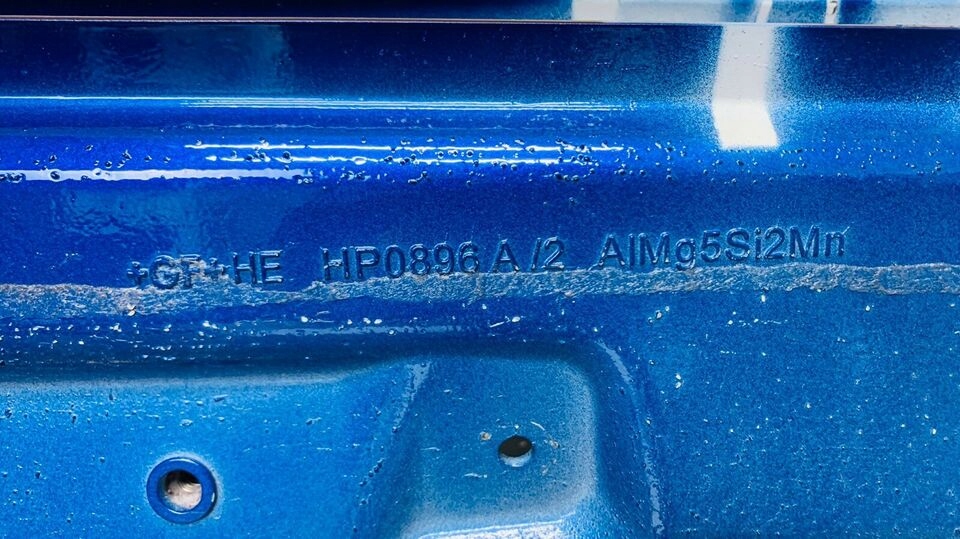 +GF+HE HP0896 A /2 AlMg5Si2Mn